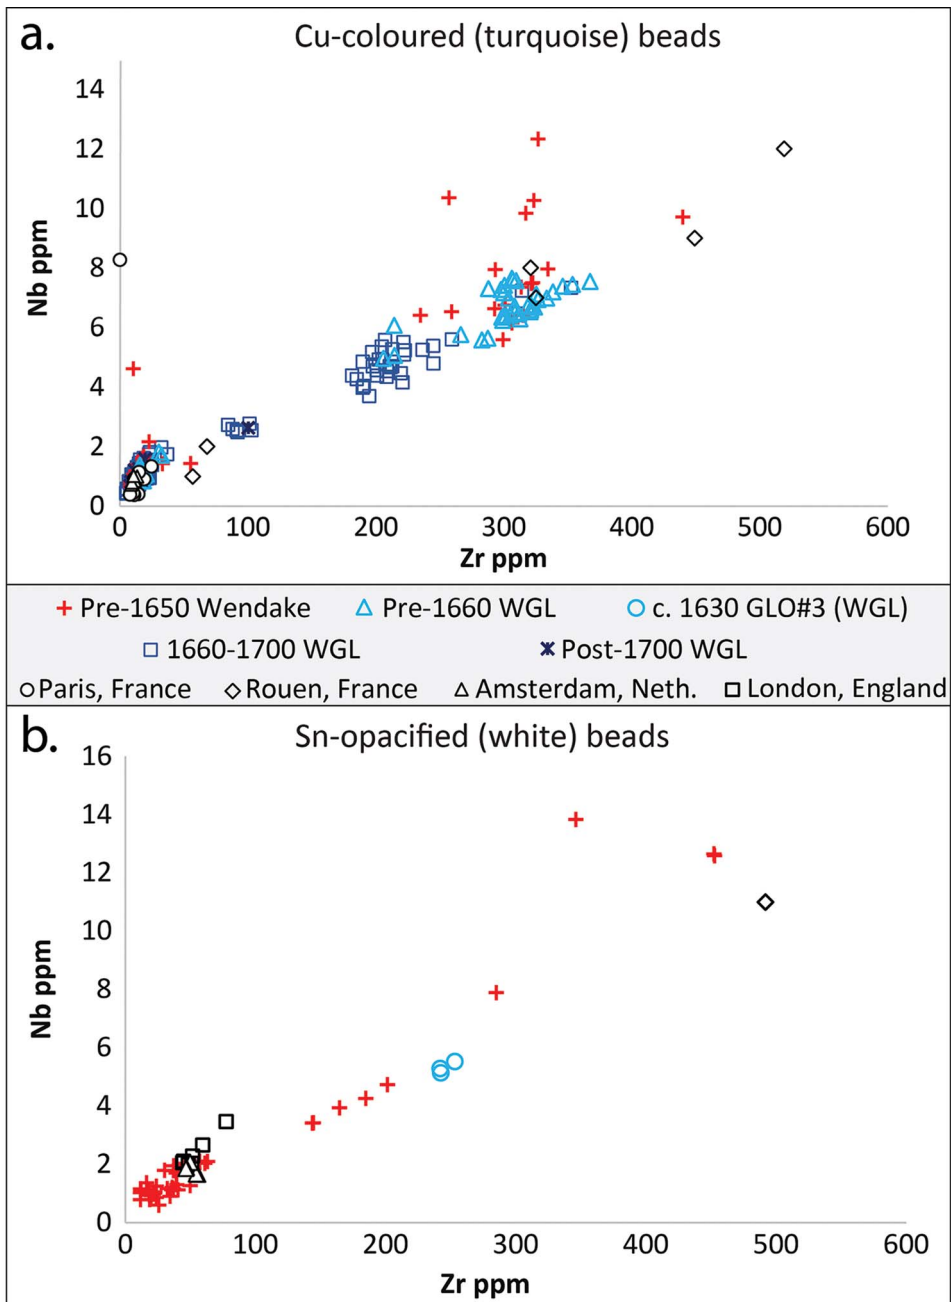 a.
Cu-coloured (turquoise) beads
14
12
10
8
6
4
2
0
Nb ppm
0 100 200 300 400 500 600
Zr ppm
Pre-1650 Wendake Pre-1660 WGL c. 1630 GLO#3 (WGL)
1660-1700 WGL Post-1700 WGL
Paris, France Rouen, France Amsterdam, Neth. London, England
b.
Sn-opacified (white) beads
16
14
12
10
8
6
4
2
0
Nb ppm
0 100 200 300 400 500 600
Zr ppm